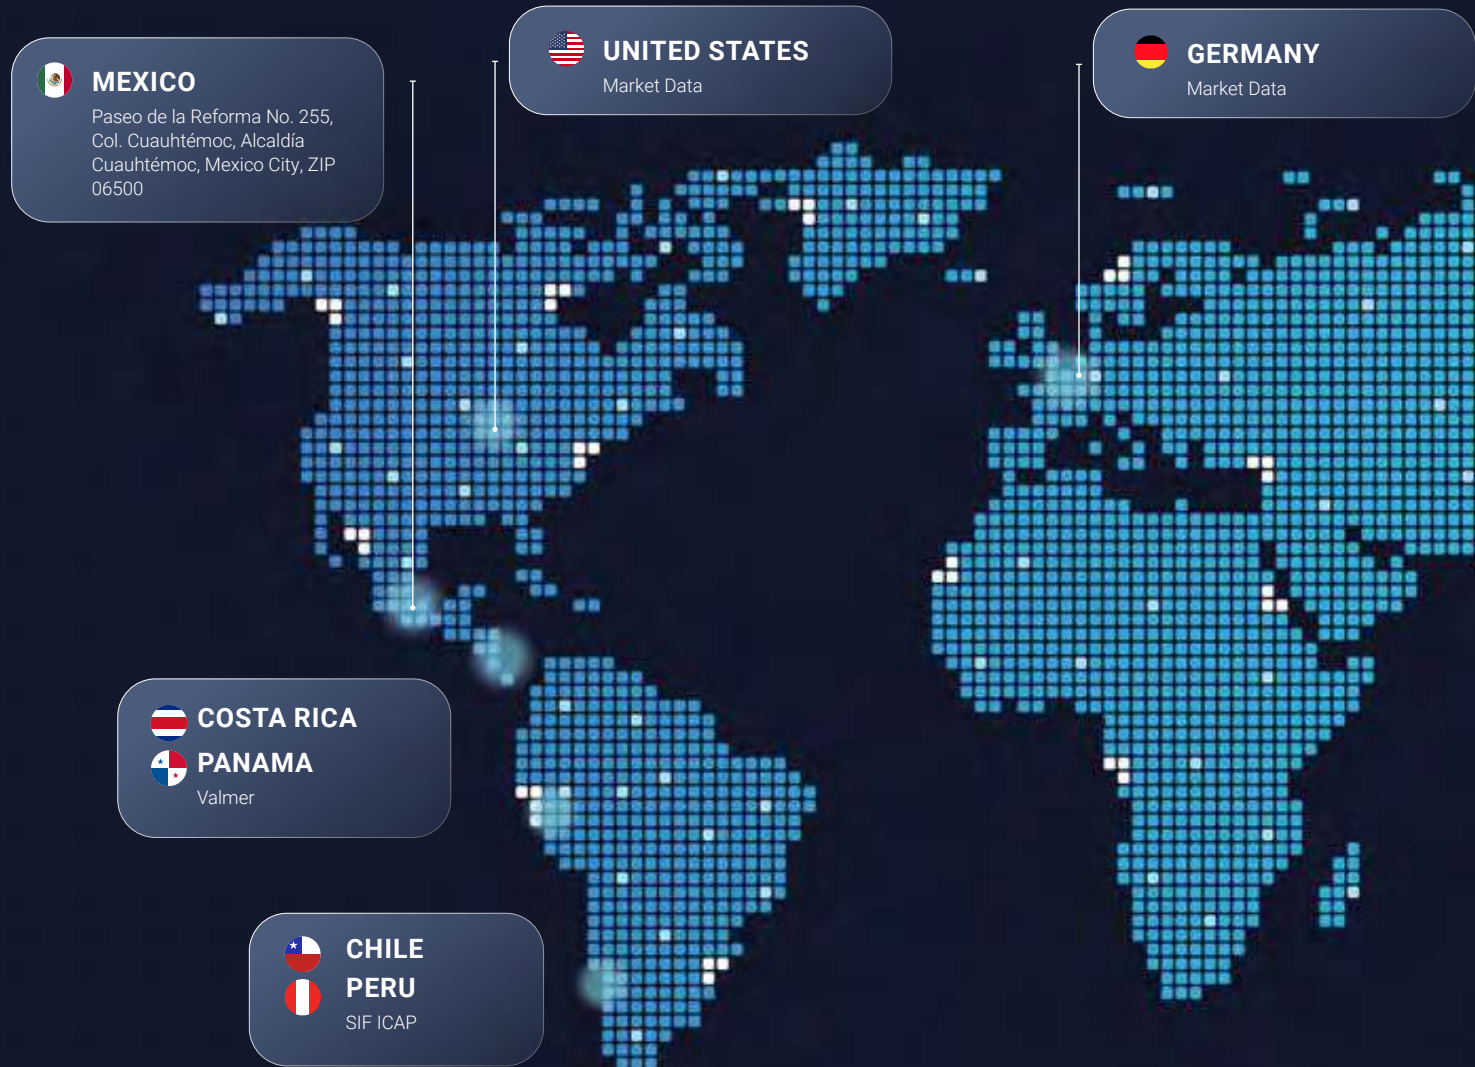 MEXICO
Paseo de la Reforma No. 255,
Col. Cuauhtémoc, Alcaldía
Cuauhtémoc, Mexico City, ZIP
06500
UNITED STATES
Market Data
GERMANY
Market Data
COSTA RICA
PANAMA
Valmer
CHILE
PERU
SIF ICAP